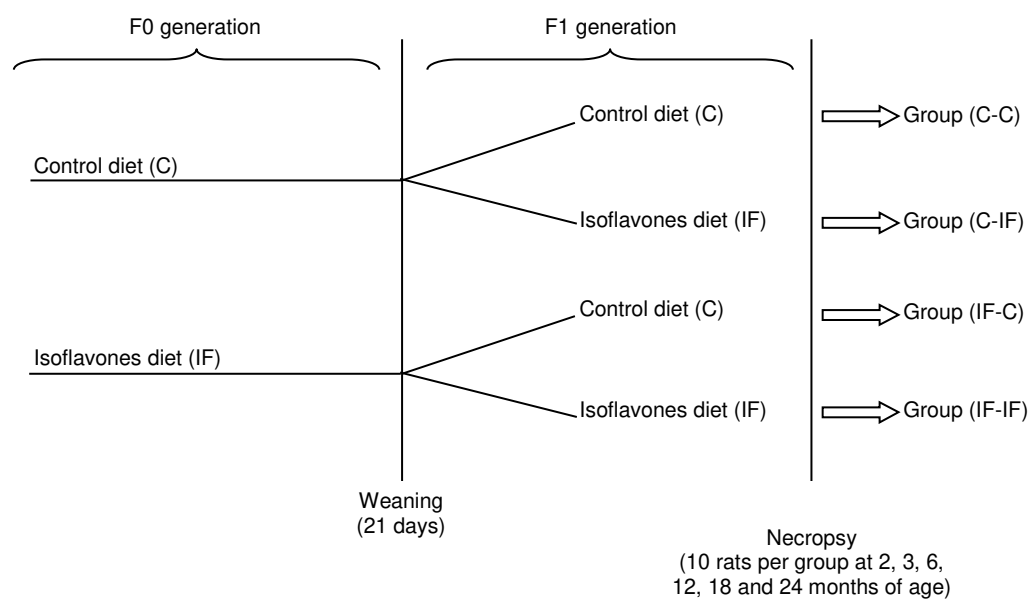 F0 generation
F1 generation
Control diet (C)
Group (C-C)
Control diet (C)
Isoflavones diet (IF)
Group (C-IF)
Control diet (C)
Group (IF-C)
Isoflavones diet (IF)
Isoflavones diet (IF)
Group (IF-IF)
Weaning
(21 days)
Necropsy
(10 rats per group at 2, 3, 6,
12, 18 and 24 months of age)